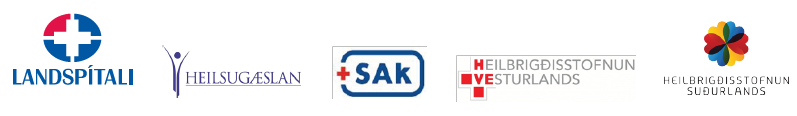 LANDSPÍTALI
HEILSUGÆSLAN
SAk
HEILBRIGÐISSTOFNUN
VESTURLANDS
HEILBRIGÐISSTOFNUN
SUÐURLANDS